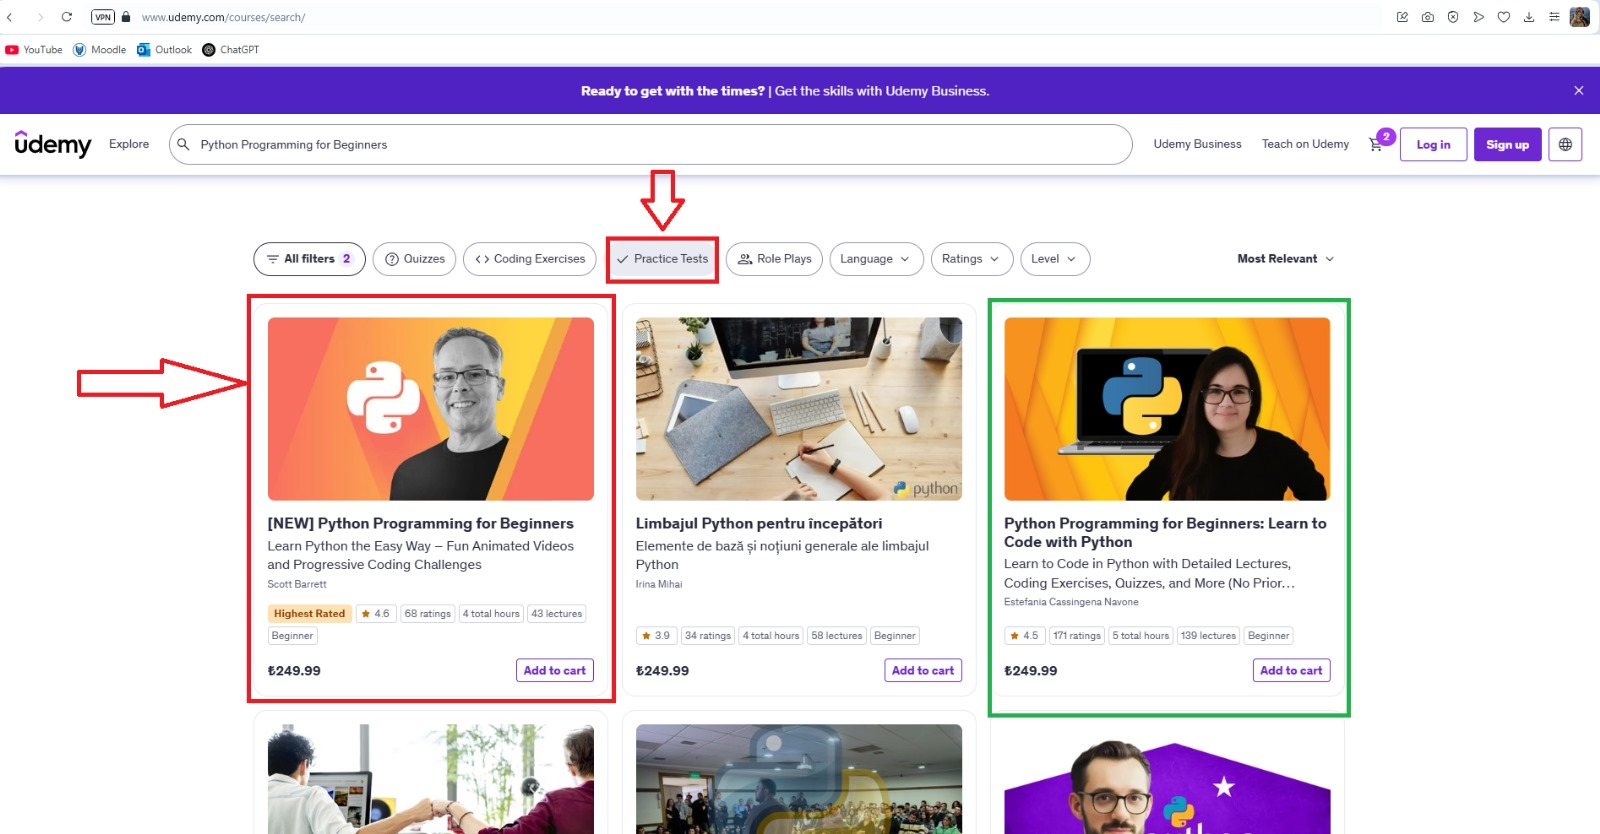 VPN
www.udemy.com/courses/search/
YouTube
Moodle
Outlook
ChatGPT
Ready to get with the times? | Get the skills with Udemy Business.
udemy
Explore
Python Programming for Beginners
Udemy Business
Teach on Udemy
2
Log in
Sign up
All filters 2
Quizzes
Coding Exercises
Practice Tests
Role Plays
Language
Ratings
Level
Most Relevant
python
[NEW] Python Programming for Beginners
Learn Python the Easy Way – Fun Animated Videos
and Progressive Coding Challenges
Scott Barrett
Highest Rated
4.6
68 ratings
4 total hours
43 lectures
Beginner
₺249.99
Add to cart
Limbajul Python pentru începători
Elemente de bază și noțiuni generale ale limbajul
Python
Irina Mihai
3.9
34 ratings
4 total hours
58 lectures
Beginner
₺249.99
Add to cart
Python Programming for Beginners: Learn to
Code with Python
Learn to Code in Python with Detailed Lectures,
Coding Exercises, Quizzes, and More (No Prior...
Estefania Cassingena Navone
4.5
171 ratings
5 total hours
139 lectures
Beginner
₺249.99
Add to cart